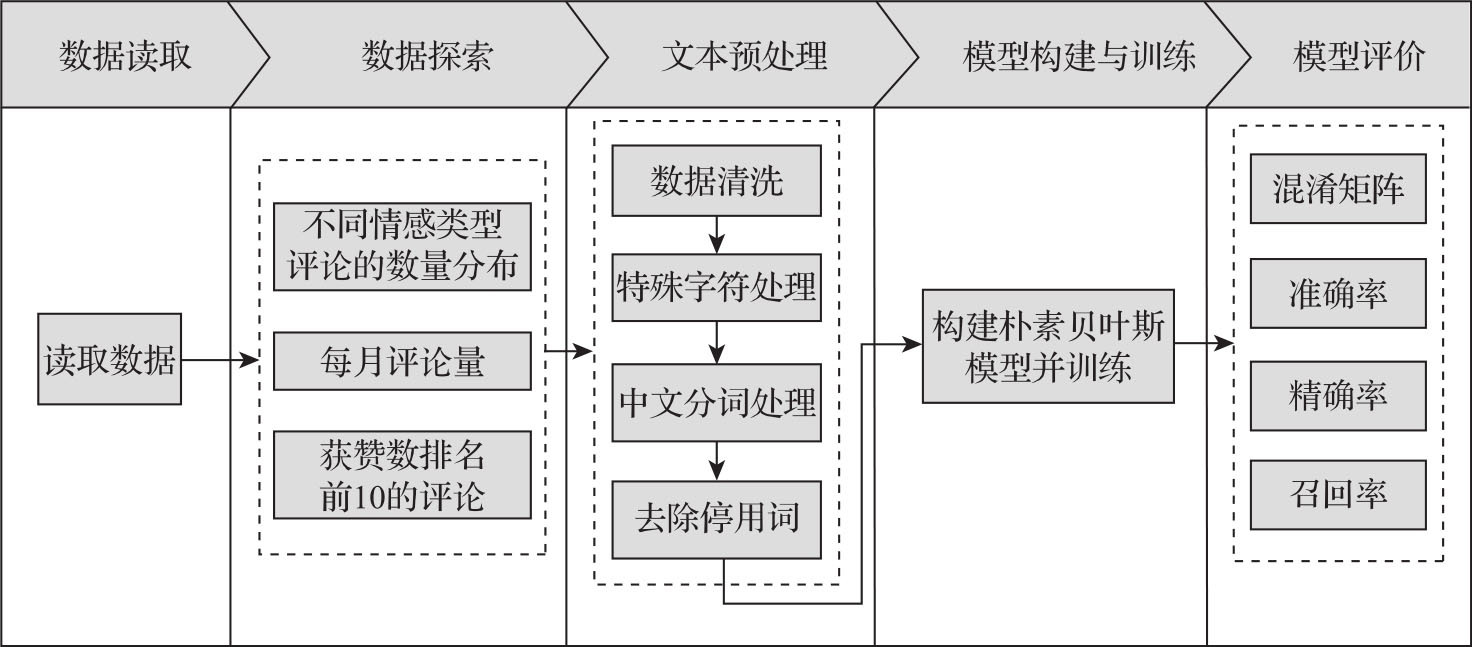 数据读取
数据探索
文本预处理
模型构建与训练
模型评价
读取数据
不同情感类型
评论的数量分布
每月评论量
获赞数排名
前10的评论
数据清洗
特殊字符处理
中文分词处理
去除停用词
构建朴素贝叶斯
模型并训练
混淆矩阵
准确率
精确率
召回率